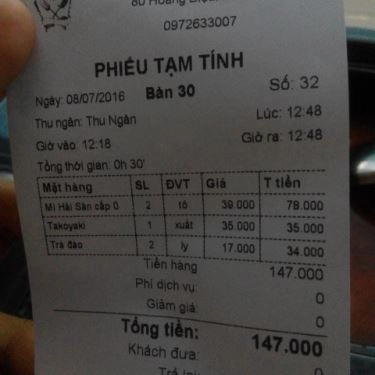 80 Hoàng Diệu
0972633007
PHIẾU TẠM TÍNH
Ngày: 08/07/2016 Bàn 30 Số: 32
Thu ngân: Thu Ngân Lúc: 12:48
Giờ vào: 12:18 Giờ ra: 12:48
Tổng thời gian: 0h 30'
Mặt hàng SL ĐVT Giá T tiền
Mì Hải Sản cấp 0 2 tô 39.000 78.000
Takoyaki 1 xuất 35.000 35.000
Trà đào 2 ly 17.000 34.000
Tiền hàng 147.000
Phí dịch vụ: 0
Giảm giá: 0
Tổng tiền: 147.000
Khách đưa: 0